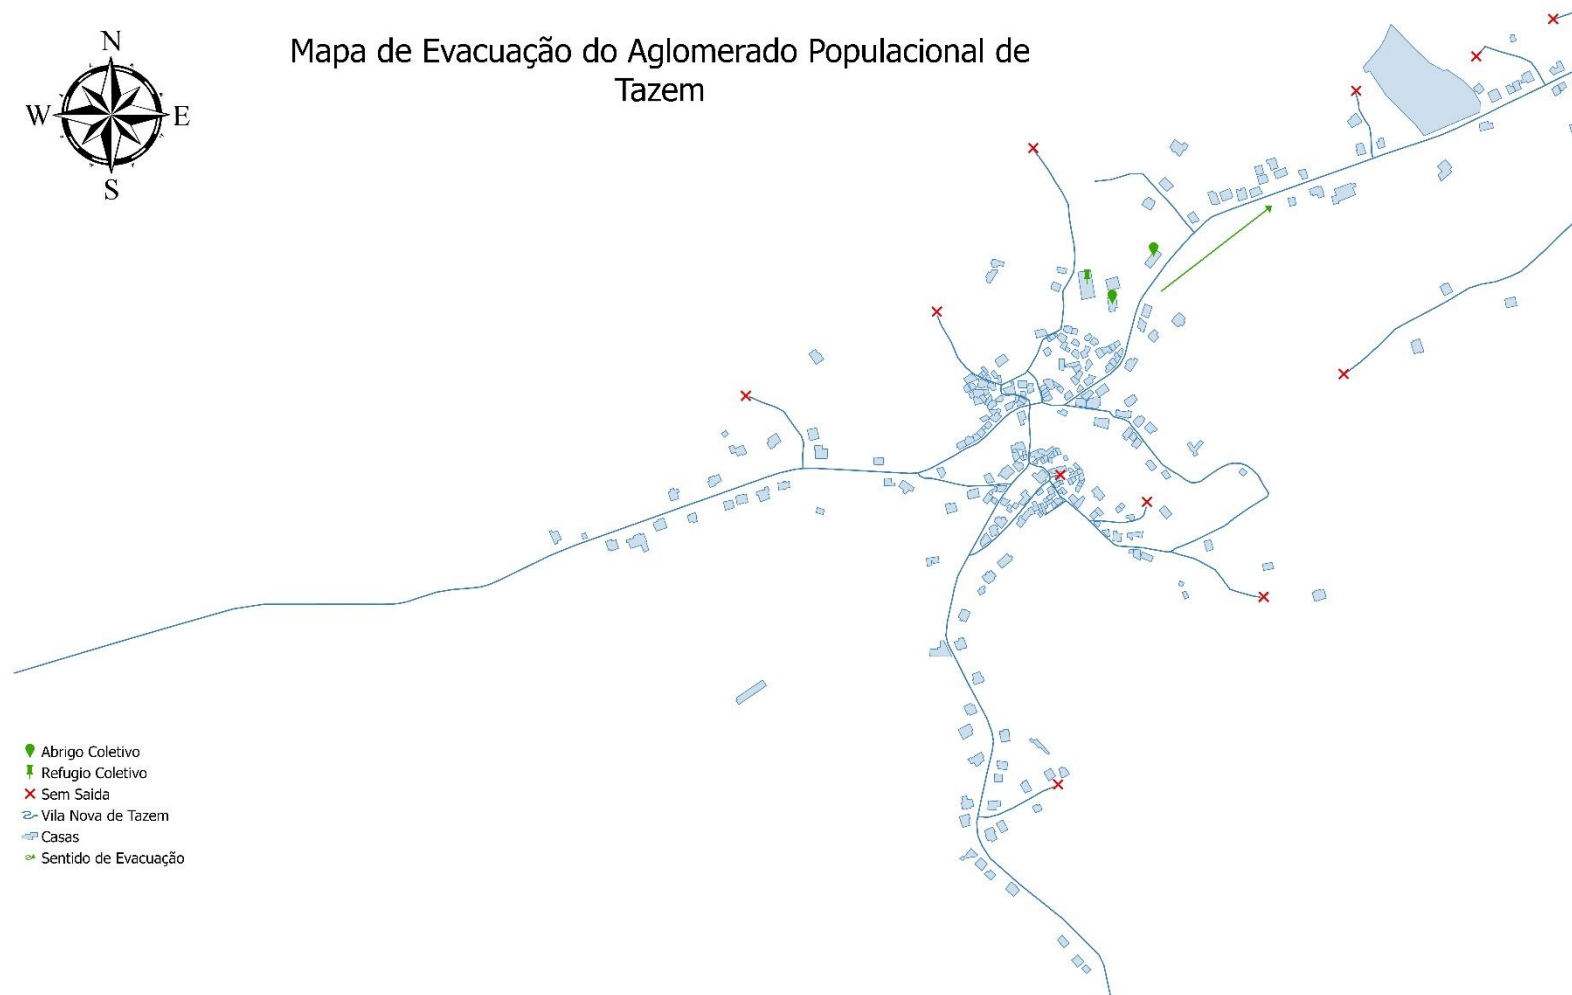 N
W E
S
Mapa de Evacuação do Aglomerado Populacional de
Tazem
Abrigo Coletivo
Refugio Coletivo
Sem Saida
Vila Nova de Tazem
Casas
Sentido de Evacuação